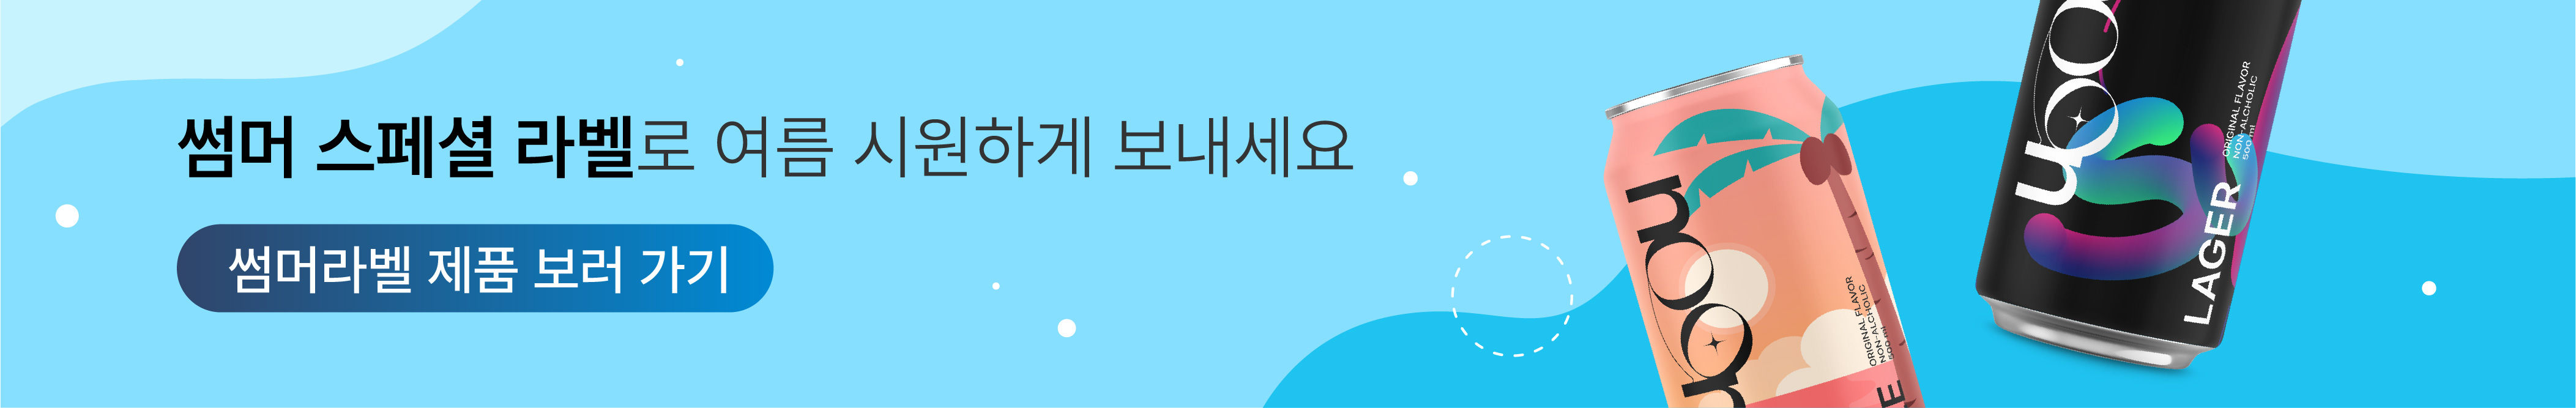 썸머 스페셜 라벨로 여름 시원하게 보내세요
썸머라벨 제품 보러 가기
ORIGINAL FLAVOR
NON-ALCHOLIC
500 ml
ORIGINAL FLAVOR
NON-ALCHOLIC
500 ml
LAGER